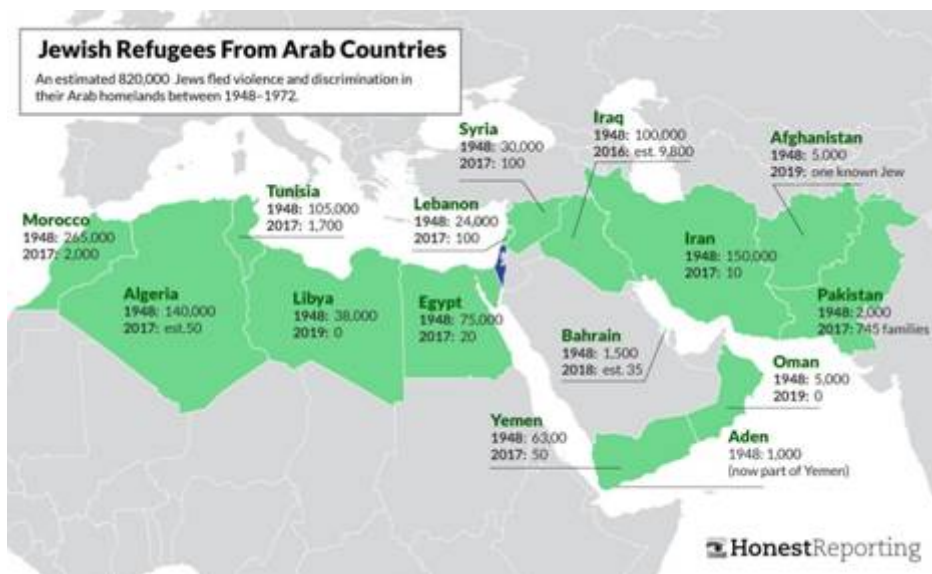 Jewish Refugees From Arab Countries
An estimated 820,000 Jews fled violence and discrimination in
their Arab homelands between 1948–1972.
Syria
1948: 30,000
2017: 100
Iraq
1948: 100,000
2016: est. 9,800
Afghanistan
1948: 5,000
2019: one known Jew
Tunisia
1948: 105,000
2017: 1,700
Lebanon
1948: 24,000
2017: 100
Morocco
1948: 265,000
2017: 2,000
Iran
1948: 150,000
2017: 10
Algeria
1948: 140,000
2017: est.50
Libya
1948: 38,000
2019: 0
Egypt
1948: 75,000
2017: 20
Pakistan
1948: 2,000
2017: 745 families
Bahrain
1948: 1,500
2018: est. 35
Oman
1948: 5,000
2019: 0
Yemen
1948: 63,00
2017: 50
Aden
1948: 1,000
(now part of Yemen)
HonestReporting